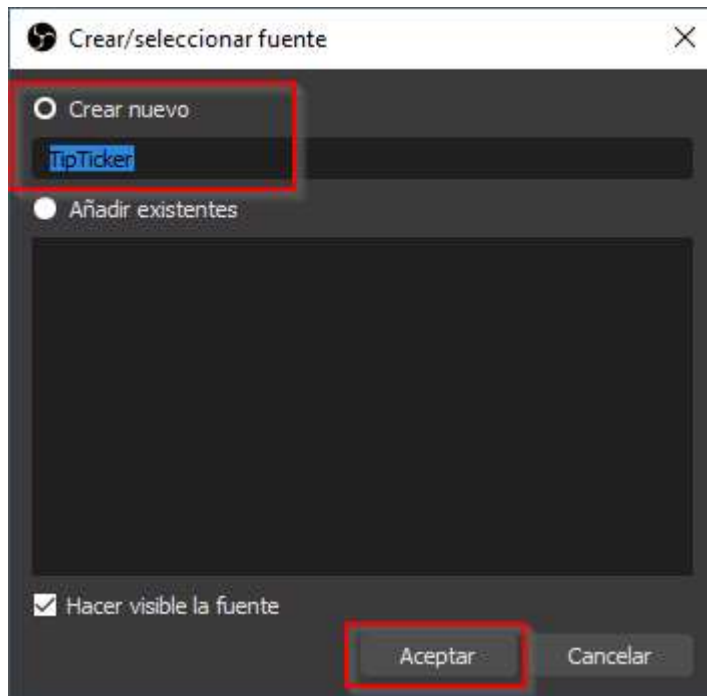 Crear/seleccionar fuente
Crear nuevo
TipTicker
Añadir existentes
Hacer visible la fuente
Aceptar Cancelar